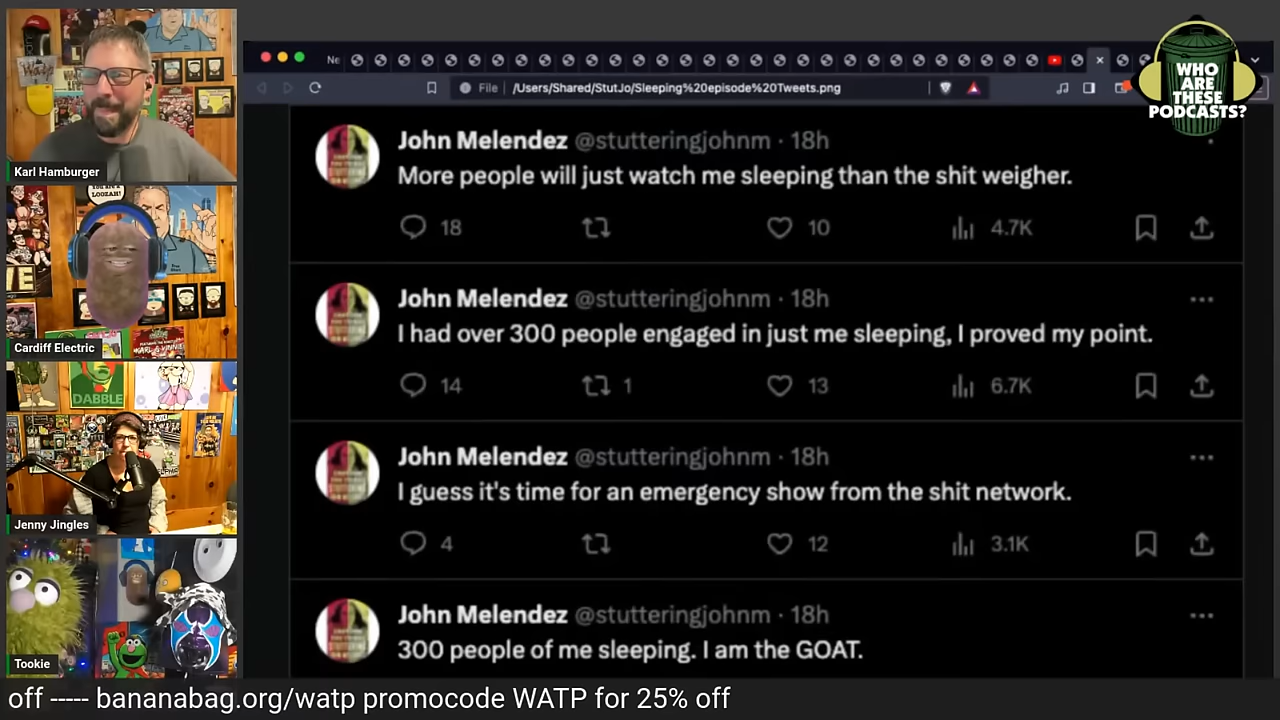 Karl Hamburger
YOU ARE A
LOOZAH!
Cardiff Electric
DABBLE
Jenny Jingles
Tookie
Ne
File
/Users/Shared/StutJo/Sleeping%20episode%20Tweets.png
WHO
ARE
THESE
PODCASTS?
John Melendez @stutteringjohnm · 18h
More people will just watch me sleeping than the shit weigher.
18 10 4.7K
John Melendez @stutteringjohnm · 18h
I had over 300 people engaged in just me sleeping, I proved my point.
14 1 13 6.7K
John Melendez @stutteringjohnm · 18h
I guess it's time for an emergency show from the shit network.
4 12 3.1K
John Melendez @stutteringjohnm · 18h
300 people of me sleeping. I am the GOAT.
off ----- bananabag.org/watp promocode WATP for 25% off